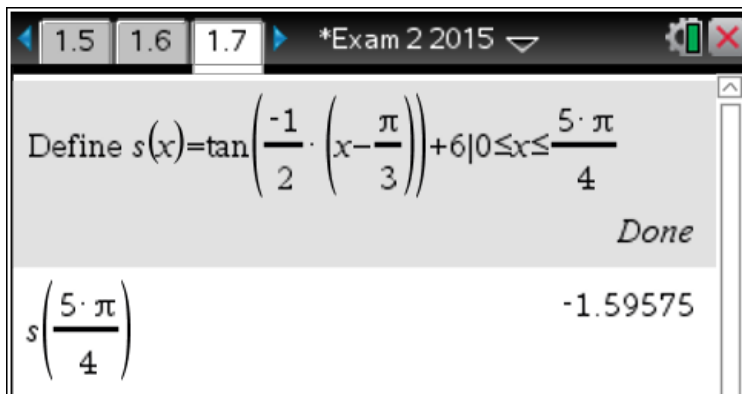 1.5 1.6 1.7 *Exam 2 2015
Define s(x)=tan(-1/2·(x-π/3))+6|0≤x≤5·π/4
Done
s(5·π/4) -1.59575